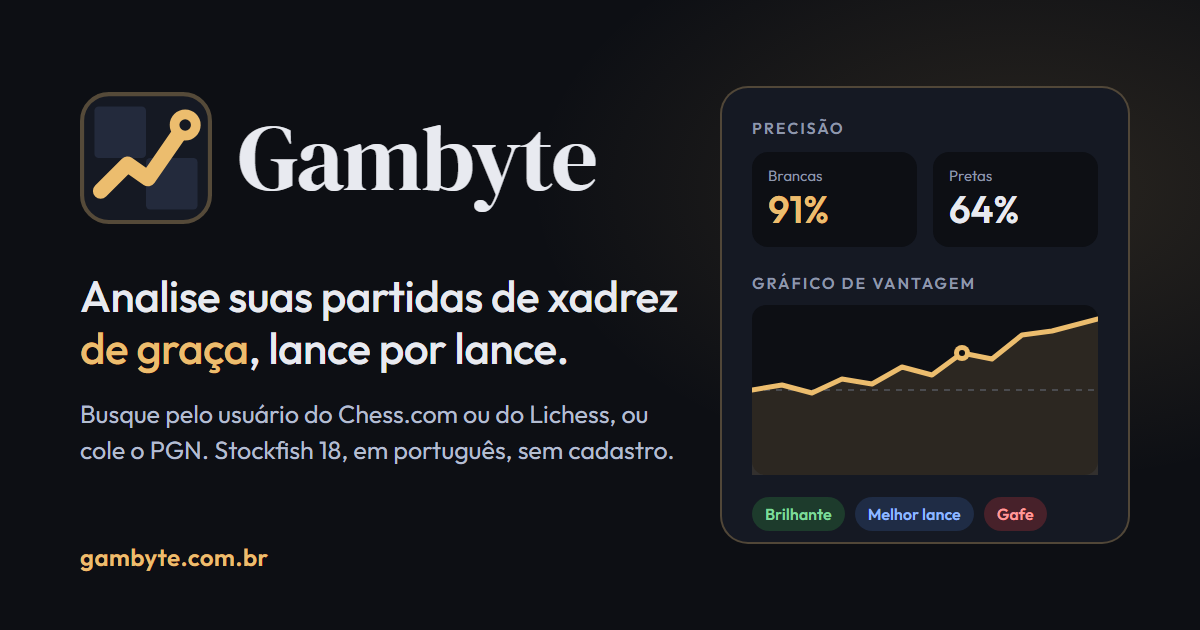 Gambyte
Analise suas partidas de xadrez
de graça, lance por lance.
Busque pelo usuário do Chess.com ou do Lichess, ou
cole o PGN. Stockfish 18, em português, sem cadastro.
gambyte.com.br
PRECISÃO
Brancas
91%
Pretas
64%
GRÁFICO DE VANTAGEM
Brilhante
Melhor lance
Gafe